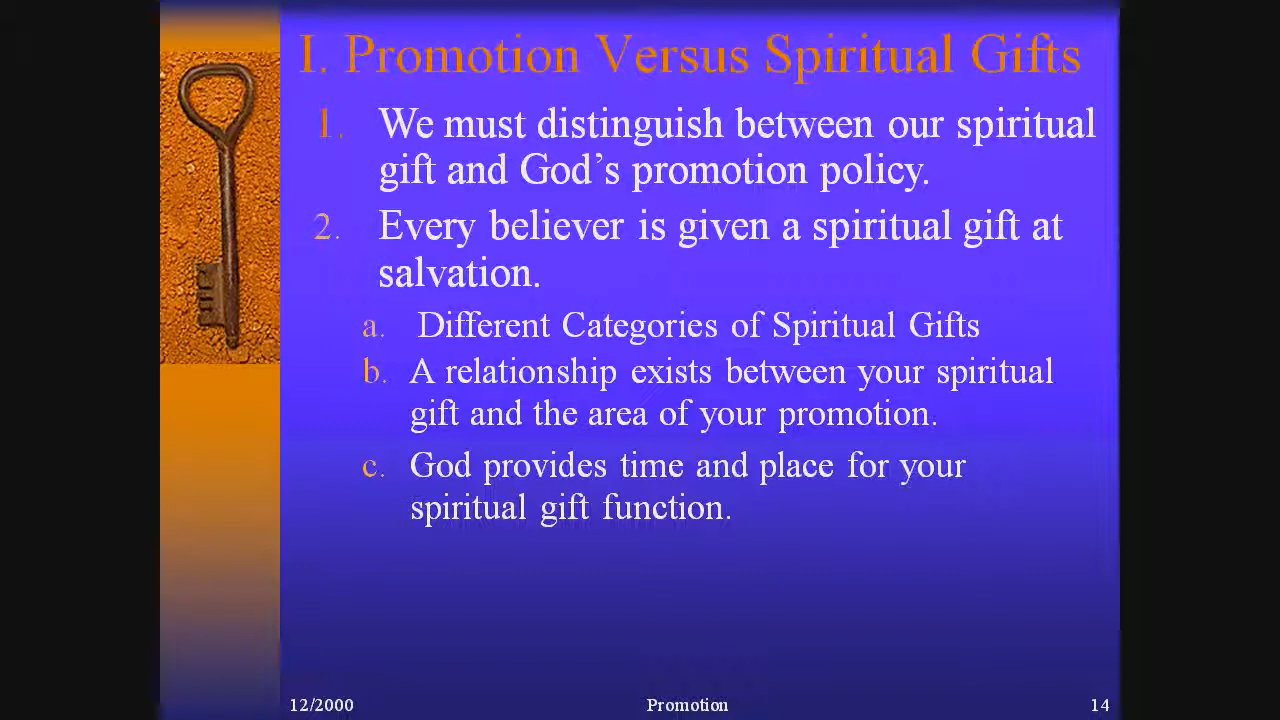 I. Promotion Versus Spiritual Gifts
1. We must distinguish between our spiritual
gift and God’s promotion policy.
2. Every believer is given a spiritual gift at
salvation.
a. Different Categories of Spiritual Gifts
b. A relationship exists between your spiritual
gift and the area of your promotion.
c. God provides time and place for your
spiritual gift function.
12/2000 Promotion 14